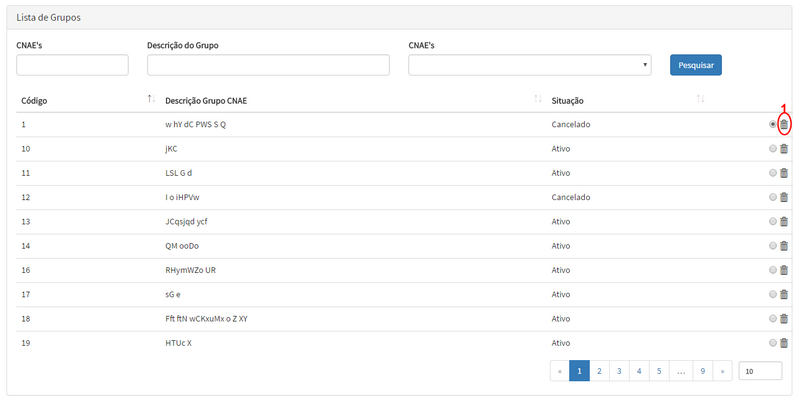 Lista de Grupos
CNAE's Descrição do Grupo CNAE's
Pesquisar
Código Descrição Grupo CNAE Situação
1
1 w hY dC PWS S Q Cancelado
10 jKC Ativo
11 LSL G d Ativo
12 I o iHPVw Cancelado
13 JCqsjqd ycf Ativo
14 QM ooDo Ativo
16 RHymWZo UR Ativo
17 sG e Ativo
18 Fft ftN wCKxuMx o Z XY Ativo
19 HTUc X Ativo
« 1 2 3 4 5 ... 9 » 10